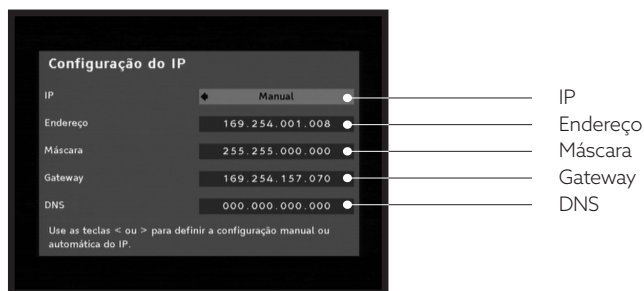 Configuração do IP
IP Manual
Endereço 169.254.001.008
Máscara 255.255.000.000
Gateway 169.254.157.070
DNS 000.000.000.000
Use as teclas < ou > para definir a configuração manual ou
automática do IP.
IP
Endereço
Máscara
Gateway
DNS